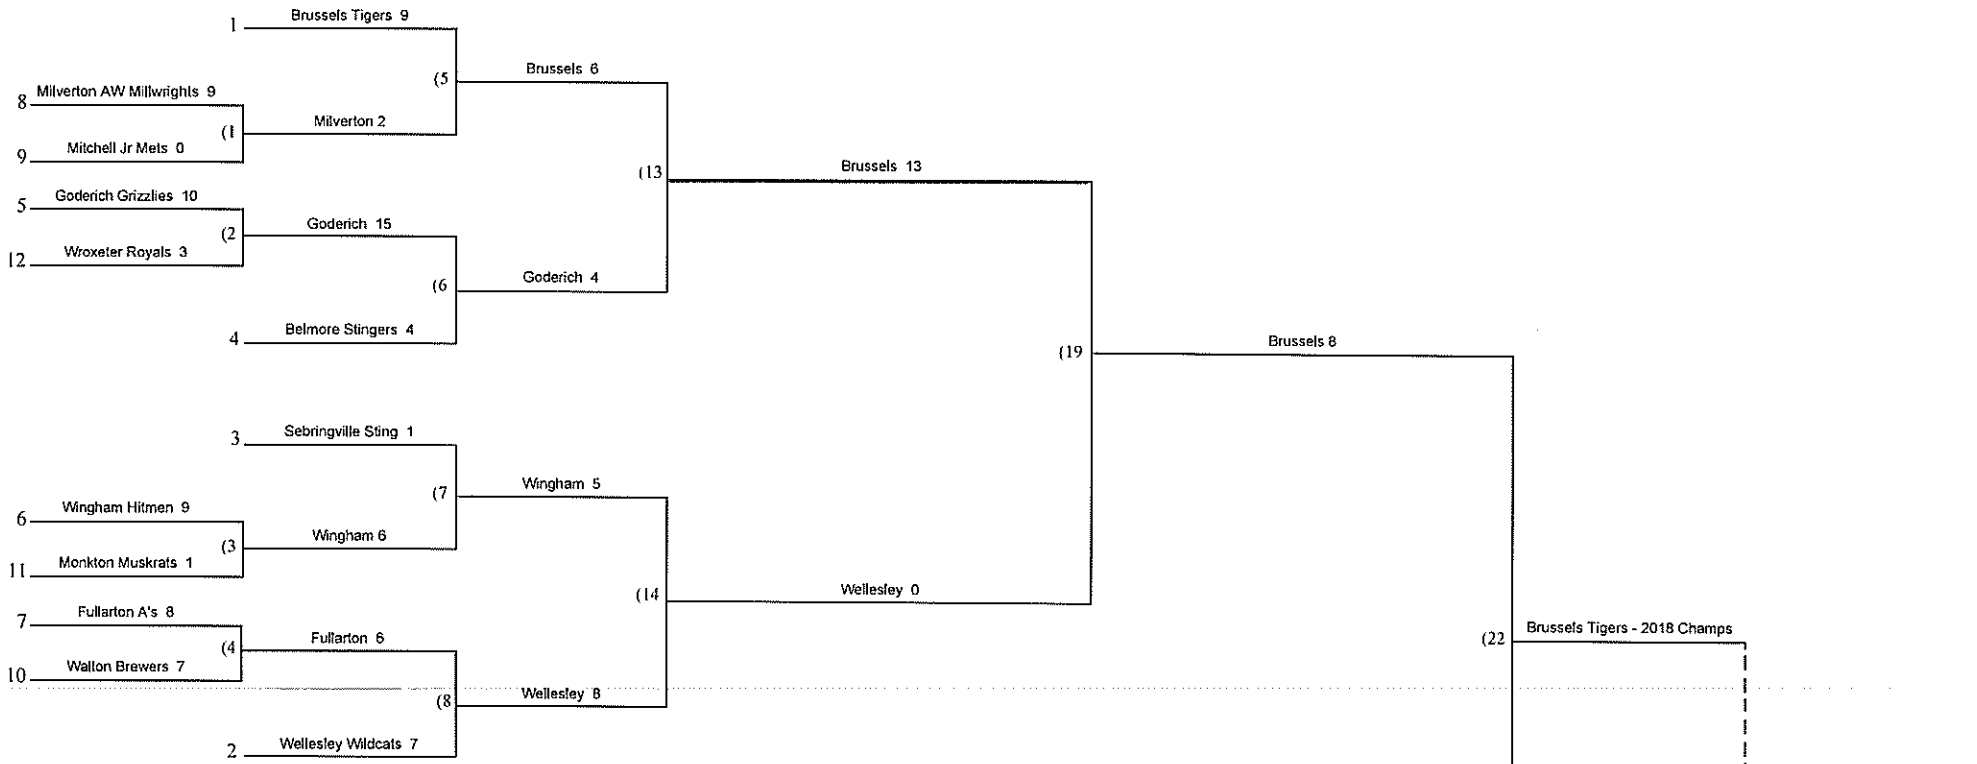 1 Brussels Tigers 9
(5 Brussels 6
8 Milverton AW Millwrights 9
(1 Milverton 2
9 Mitchell Jr Mets 0
(13 Brussels 13
5 Goderich Grizzlies 10
(2 Goderich 15
12 Wroxeter Royals 3
(6 Goderich 4
4 Belmore Stingers 4
(19 Brussels 8
3 Sebringville Sting 1
(7 Wingham 5
6 Wingham Hitmen 9
(3 Wingham 6
11 Monkton Muskrats 1
(14 Wellesley 0
7 Fullarton A's 8
(4 Fullarton 6
(22 Brussels Tigers - 2018 Champs
10 Walton Brewers 7
(8 Wellesley 8
2 Wellesley Wildcats 7